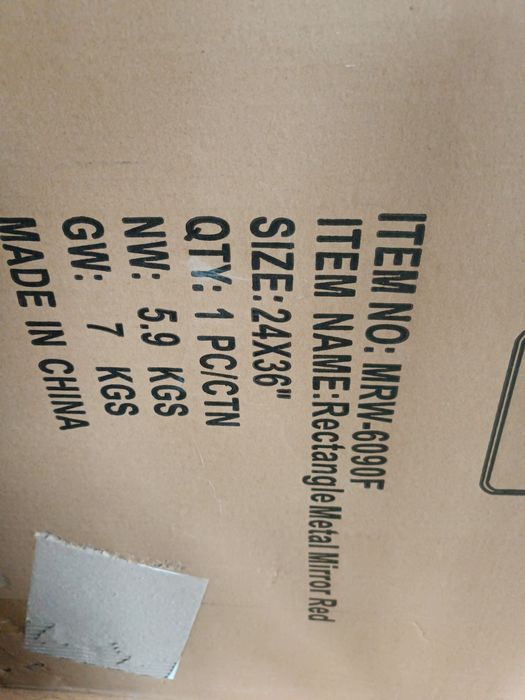 ITEM NO: MRW-6090F
ITEM NAME:Rectangle Metal Mirror Red
SIZE:24X36"
QTY: 1 PC/CTN
NW: 5.9 KGS
GW: 7 KGS
MADE IN CHINA